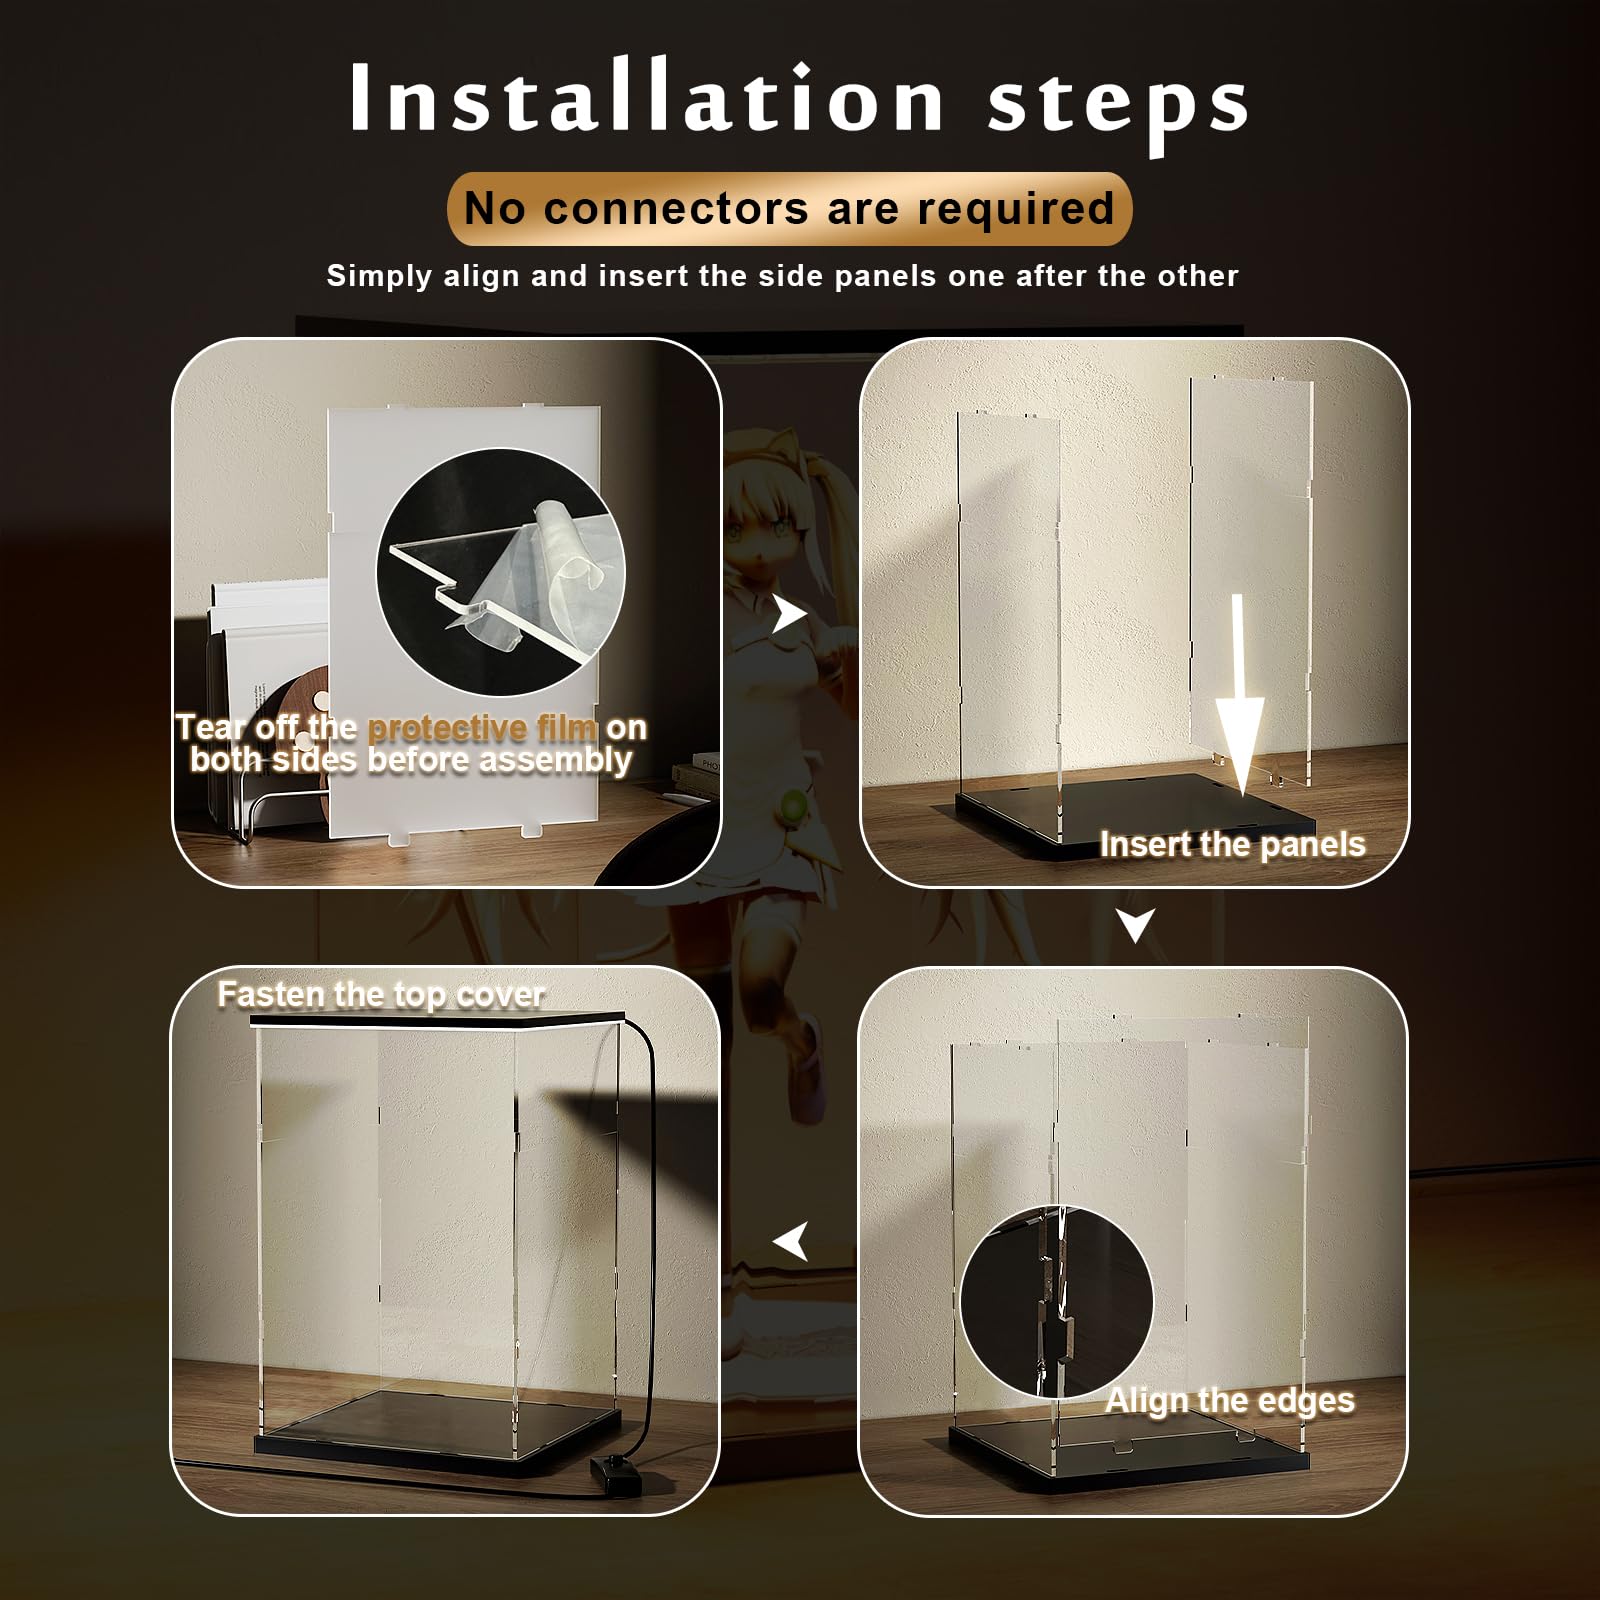 Installation steps
No connectors are required
Simply align and insert the side panels one after the other
Tear off the protective film on
both sides before assembly
Insert the panels
Fasten the top cover
Align the edges